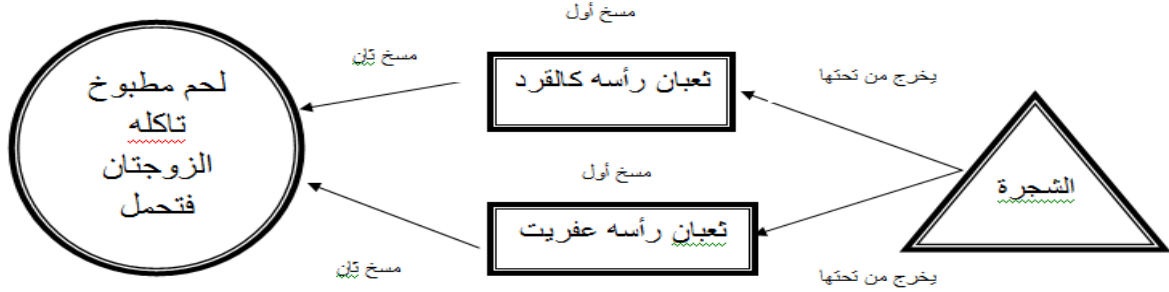 مسخ أول
يخرج من تحتها
ثعبان رأسه كالقرد
مسخ ثانٍ
لحم مطبوخ
تاكله
الزوجتان
فتحمل
الشجرة
مسخ أول
ثعبان رأسه عفريت
يخرج من تحتها
مسخ ثانٍ